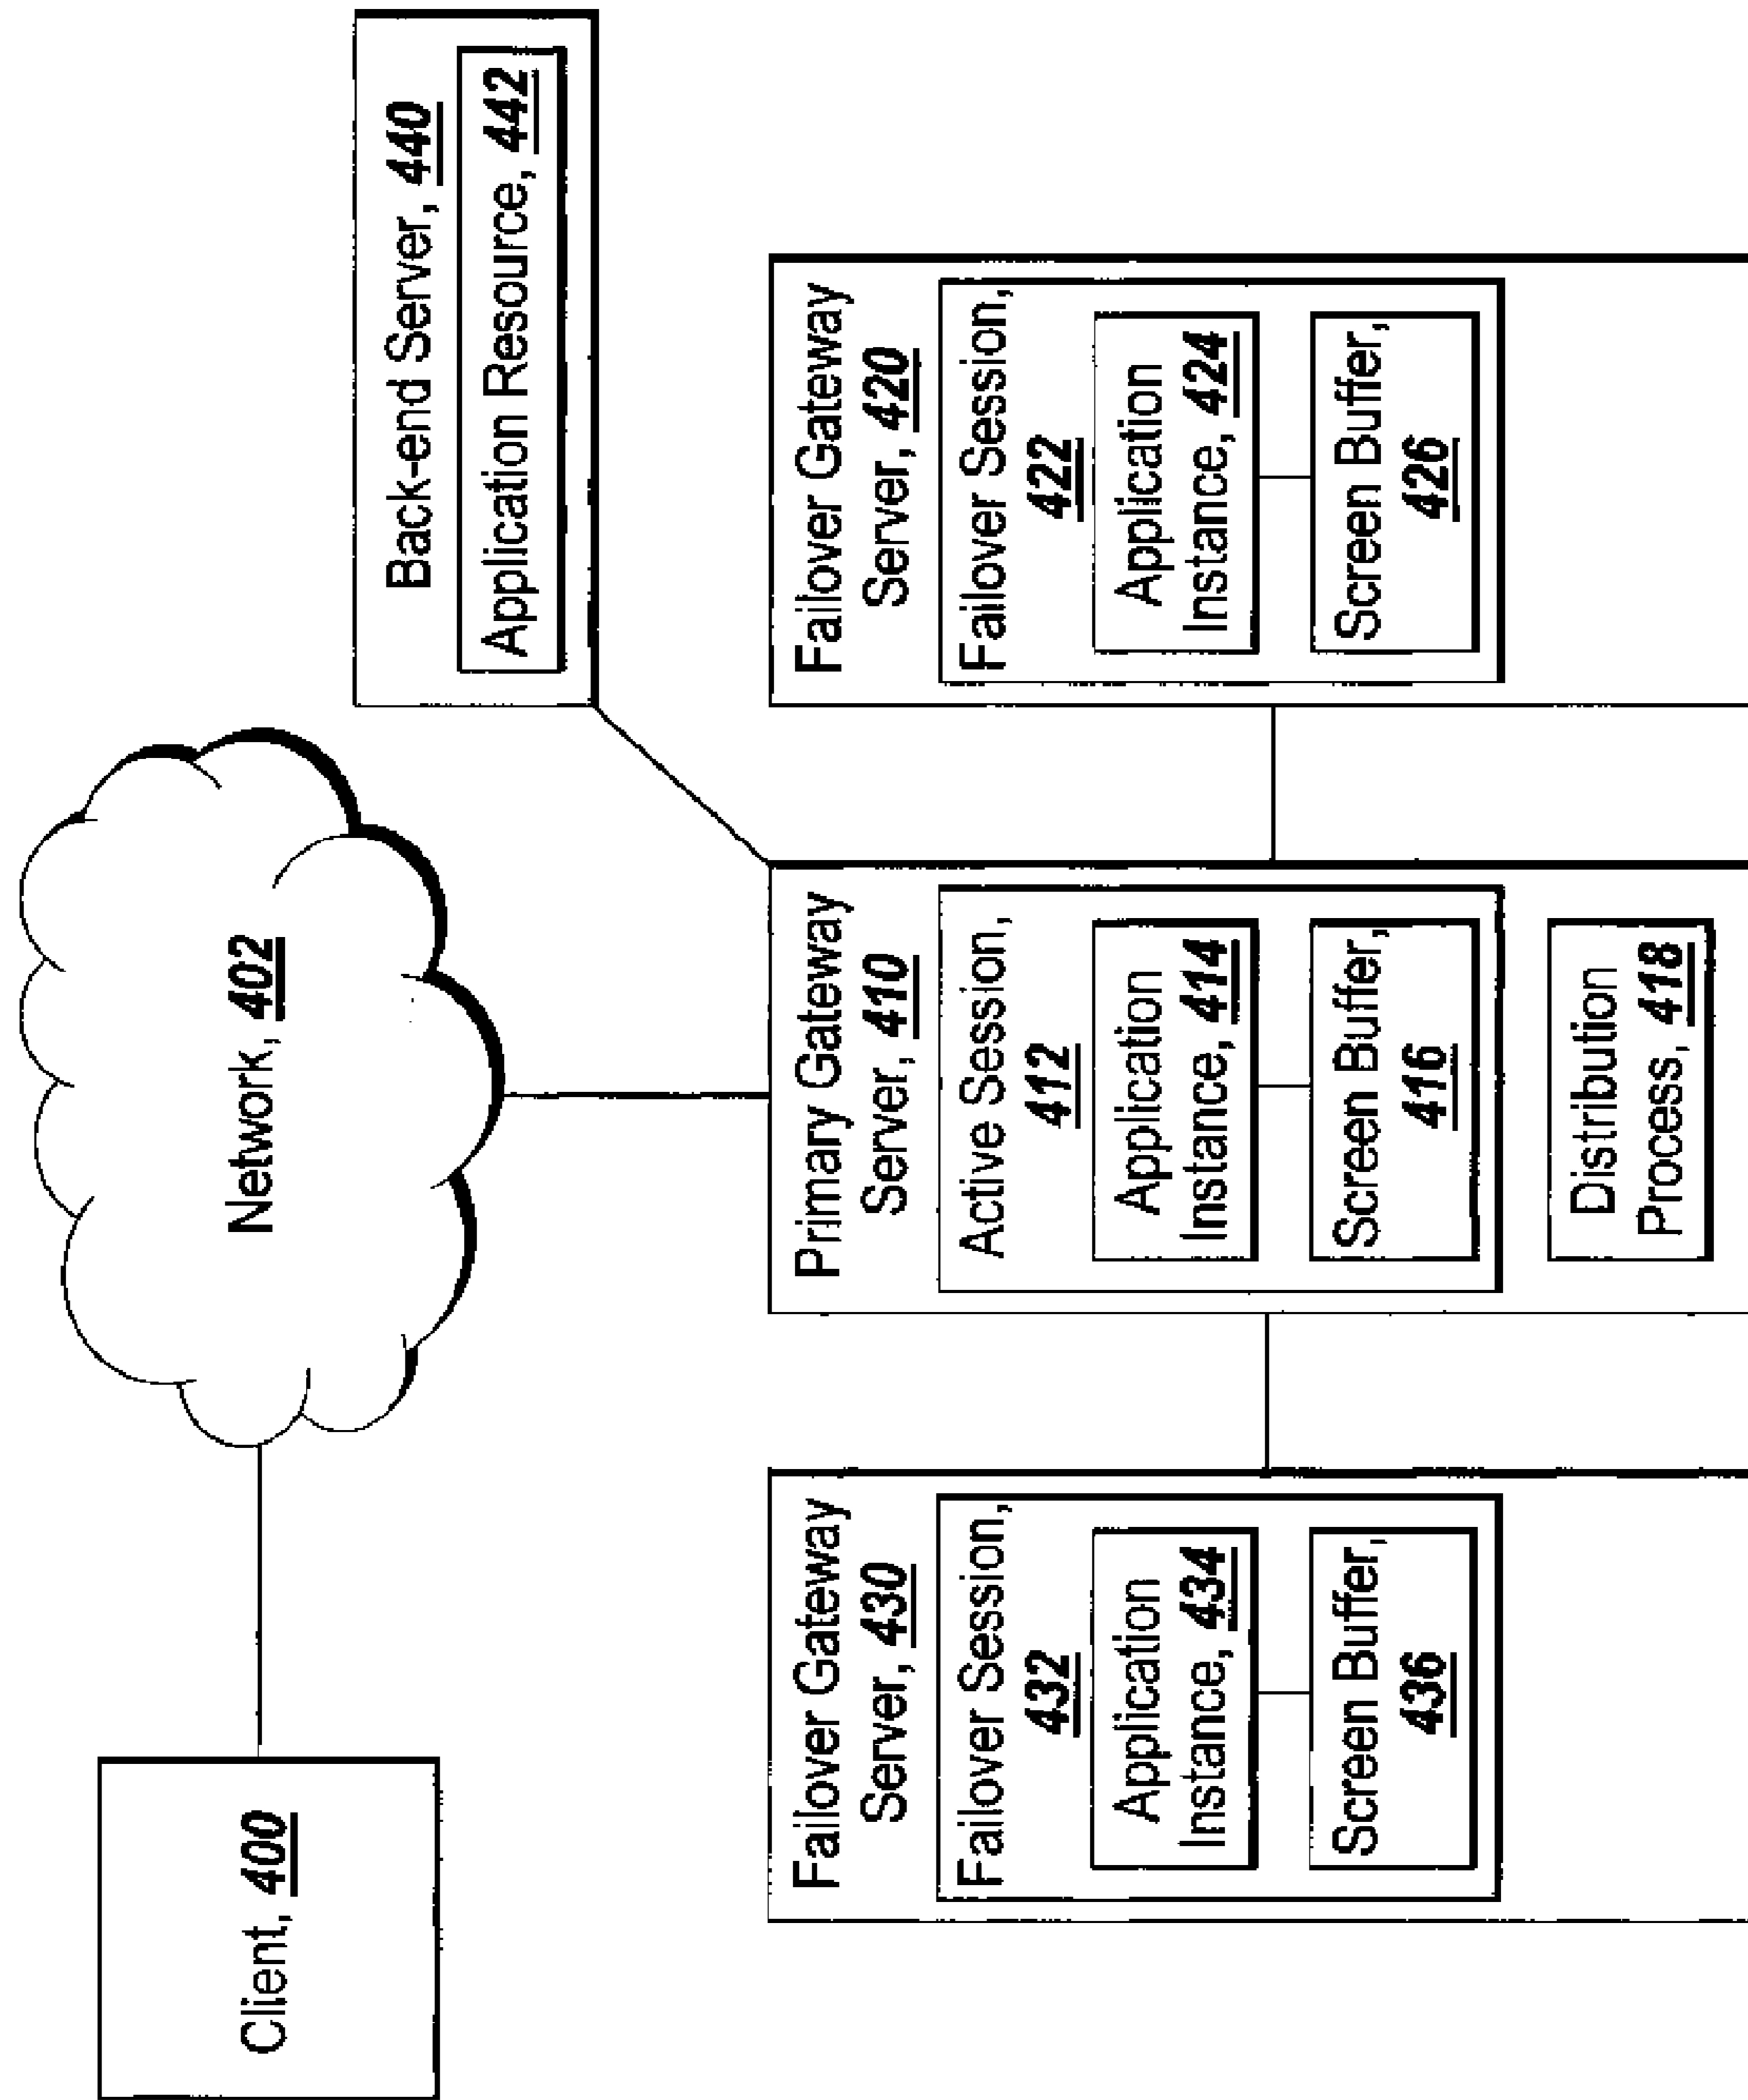 Client, 400
Network, 402
Back-end Server, 440
Application Resource, 442
Failover Gateway
Server, 430
Failover Session,
432
Application
Instance, 434
Screen Buffer,
436
Primary Gateway
Server, 410
Active Session,
412
Application
Instance, 414
Screen Buffer,
416
Distribution
Process, 418
Failover Gateway
Server, 420
Failover Session,
422
Application
Instance, 424
Screen Buffer,
426